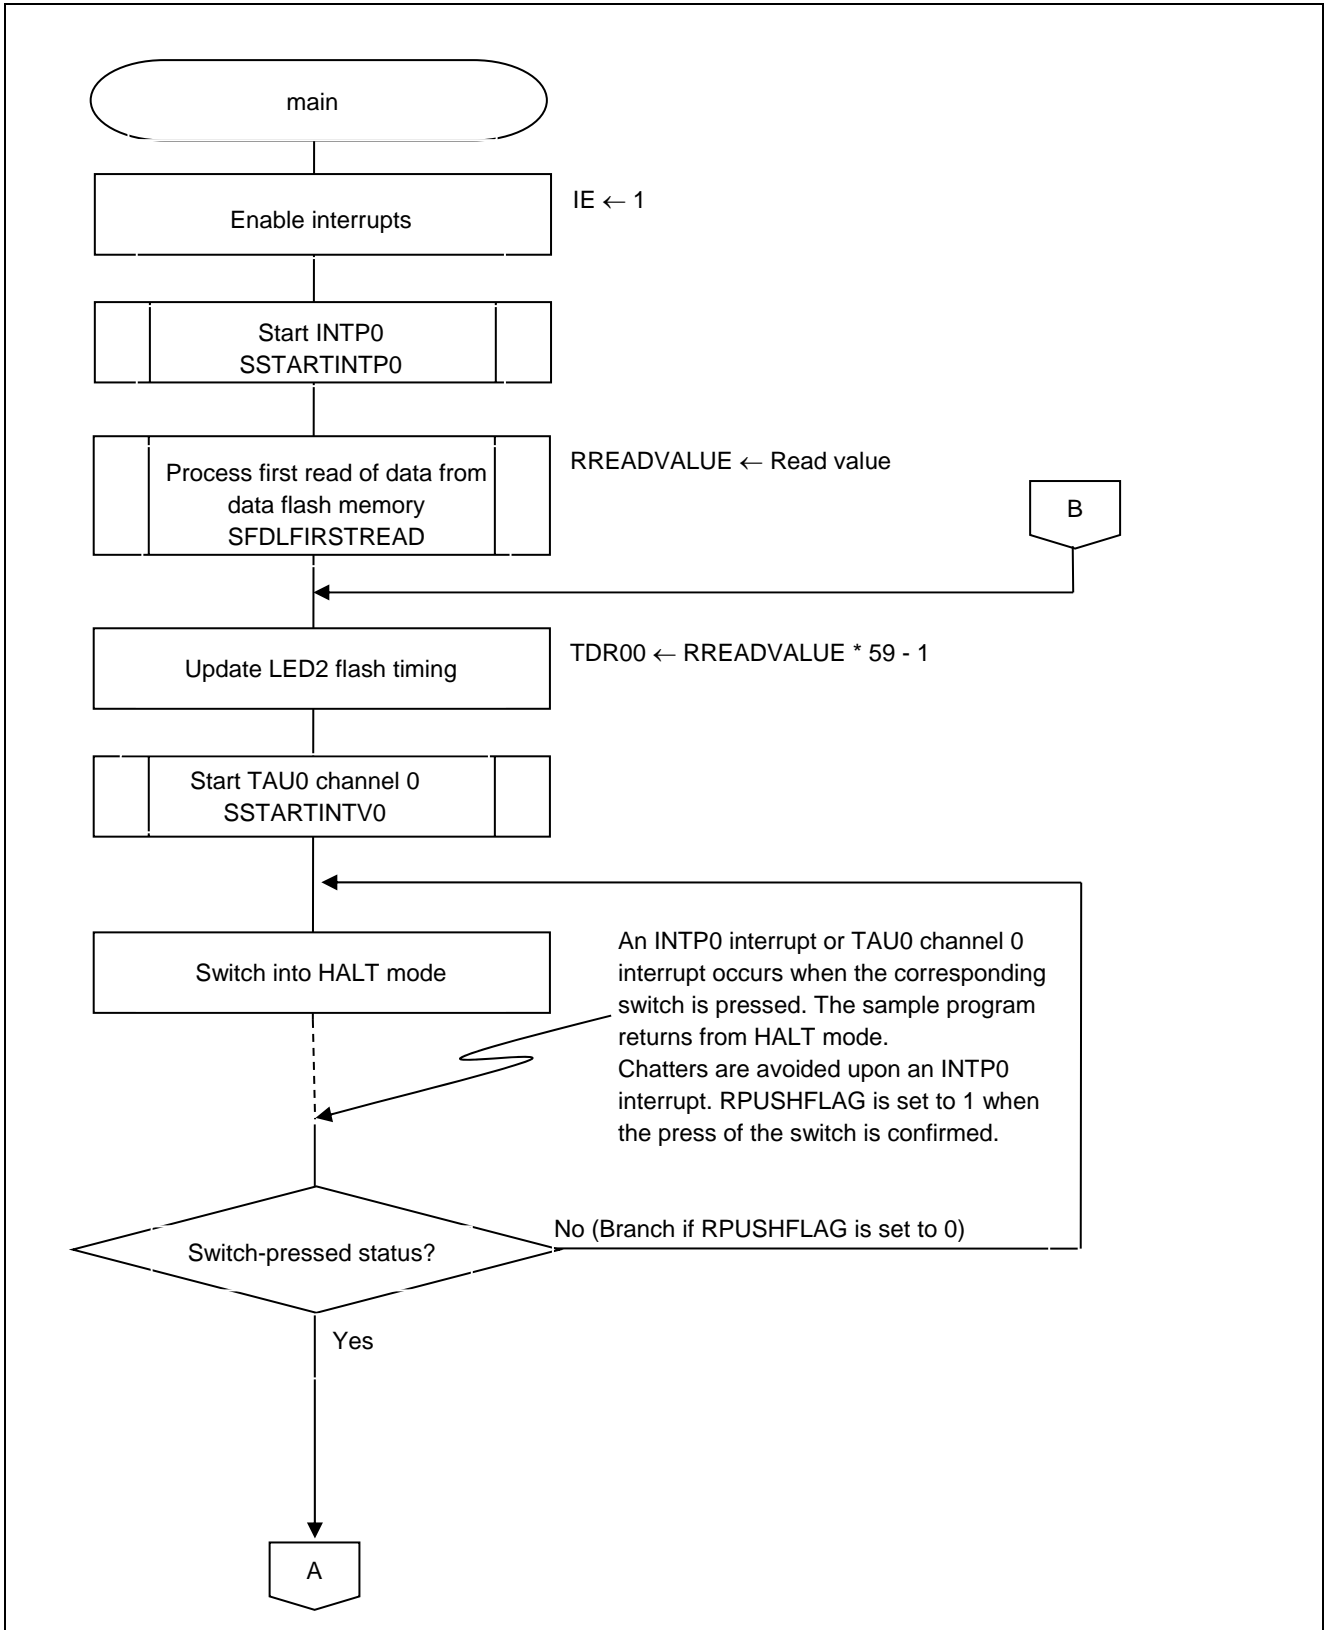 main
Enable interrupts
IE ← 1
Start INTP0
SSTARTINTP0
Process first read of data from
data flash memory
SFDLFIRSTREAD
RREADVALUE ← Read value
B
Update LED2 flash timing
TDR00 ← RREADVALUE * 59 - 1
Start TAU0 channel 0
SSTARTINTV0
Switch into HALT mode
An INTP0 interrupt or TAU0 channel 0
interrupt occurs when the corresponding
switch is pressed. The sample program
returns from HALT mode.
Chatters are avoided upon an INTP0
interrupt. RPUSHFLAG is set to 1 when
the press of the switch is confirmed.
Switch-pressed status?
No (Branch if RPUSHFLAG is set to 0)
Yes
A